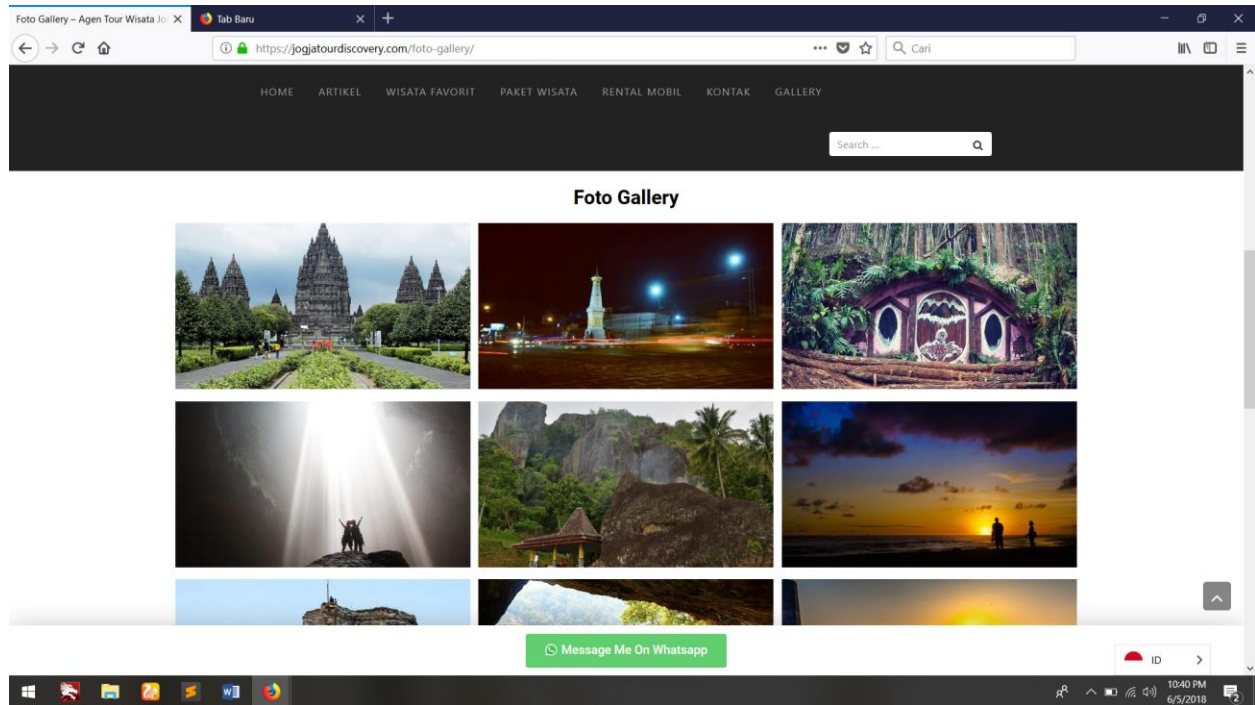 Foto Gallery – Agen Tour Wisata Jo
Tab Baru
https://jogjatourdiscovery.com/foto-gallery/
Cari
HOME ARTIKEL WISATA FAVORIT PAKET WISATA RENTAL MOBIL KONTAK GALLERY
Search ...
Foto Gallery
Message Me On Whatsapp
ID
10:40 PM
6/5/2018
2